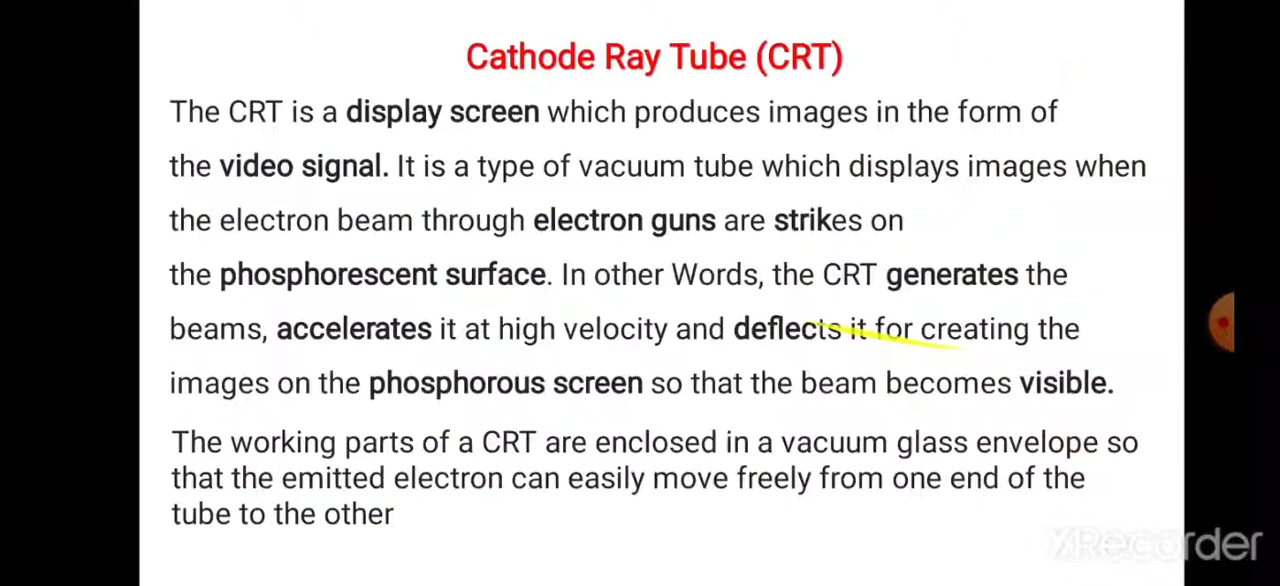 Cathode Ray Tube (CRT)
The CRT is a display screen which produces images in the form of
the video signal. It is a type of vacuum tube which displays images when
the electron beam through electron guns are strikes on
the phosphorescent surface. In other Words, the CRT generates the
beams, accelerates it at high velocity and deflects it for creating the
images on the phosphorous screen so that the beam becomes visible.
The working parts of a CRT are enclosed in a vacuum glass envelope so
that the emitted electron can easily move freely from one end of the
tube to the other
XRecorder